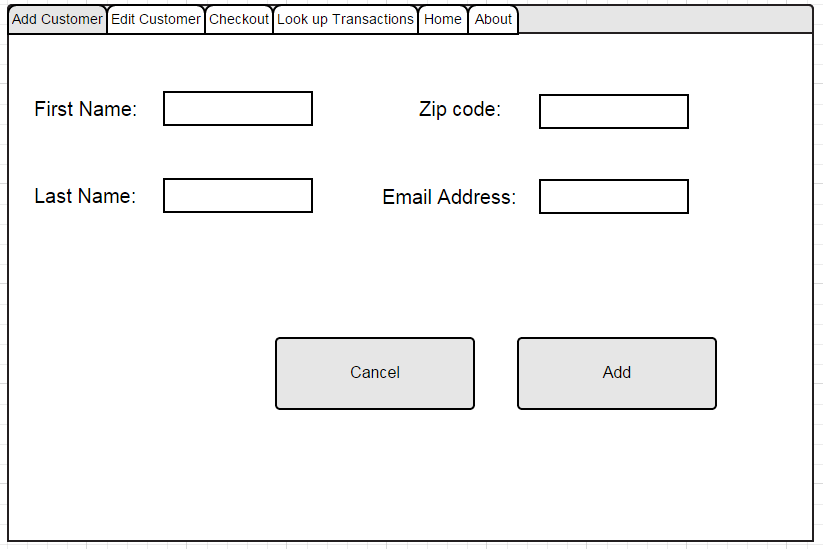 Add Customer Edit Customer Checkout Look up Transactions Home About
First Name: Zip code:
Last Name: Email Address:
Cancel Add